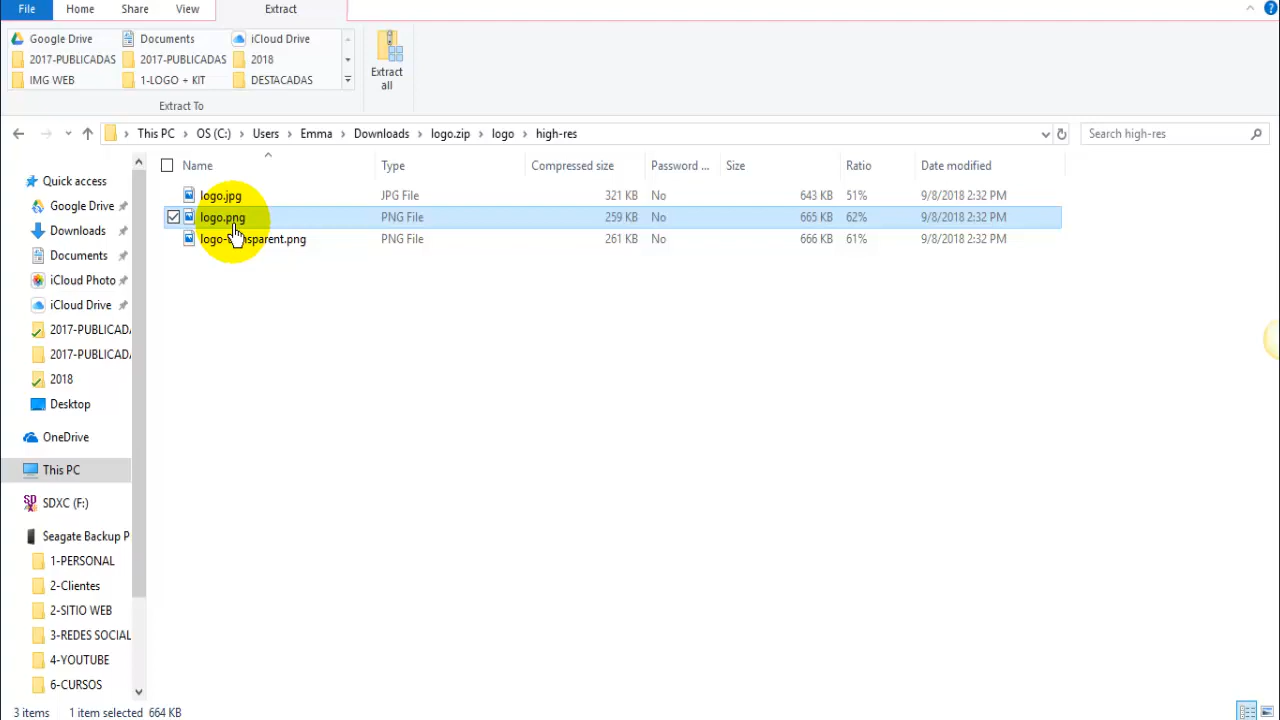 File Home Share View Extract
Google Drive Documents iCloud Drive
2017-PUBLICADAS 2017-PUBLICADAS 2018
IMG WEB 1-LOGO + KIT DESTACADAS
Extract all
Extract To
This PC OS (C:) Users Emma Downloads logo.zip logo high-res Search high-res
Name Type Compressed size Password ... Size Ratio Date modified
logo.jpg JPG File 321 KB No 643 KB 51% 9/8/2018 2:32 PM
logo.png PNG File 259 KB No 665 KB 62% 9/8/2018 2:32 PM
logo-transparent.png PNG File 261 KB No 666 KB 61% 9/8/2018 2:32 PM
Quick access
Google Drive
Downloads
Documents
iCloud Photo
iCloud Drive
2017-PUBLICADA
2017-PUBLICADA
2018
Desktop
OneDrive
This PC
SDXC (F:)
Seagate Backup P
1-PERSONAL
2-Clientes
2-SITIO WEB
3-REDES SOCIAL
4-YOUTUBE
6-CURSOS
3 items 1 item selected 664 KB